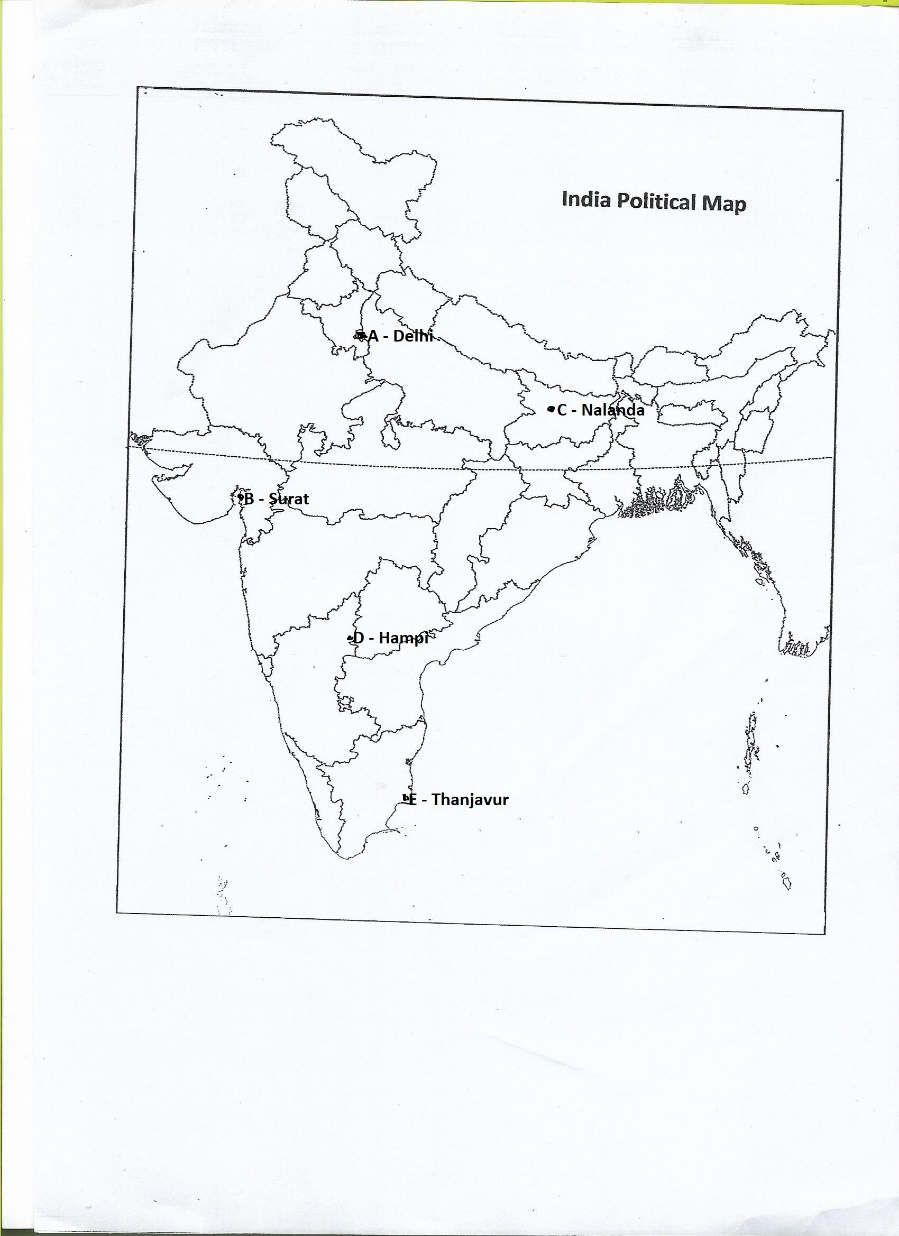 India Political Map
A - Delhi
C - Nalanda
B - Surat
D - Hampi
E - Thanjavur